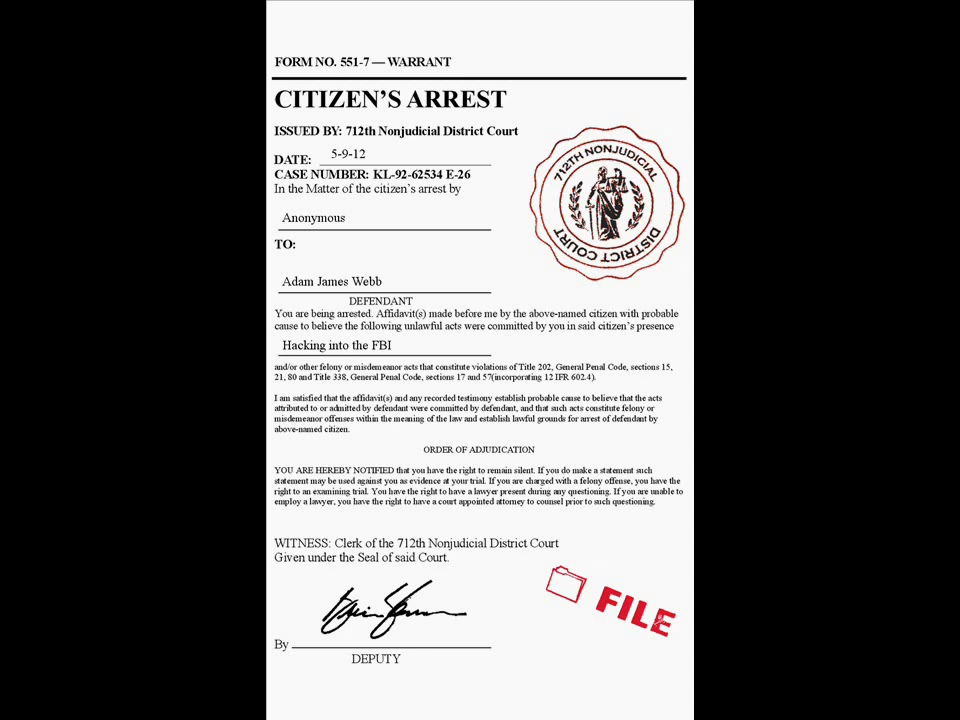 FORM NO. 551-7 — WARRANT
CITIZEN'S ARREST
ISSUED BY: 712th Nonjudicial District Court
DATE: 5-9-12
CASE NUMBER: KL-92-62534 E-26
In the Matter of the citizen's arrest by
712TH NONJUDICIAL
DISTRICT COURT
Anonymous
TO:
Adam James Webb
DEFENDANT
You are being arrested. Affidavit(s) made before me by the above-named citizen with probable
cause to believe the following unlawful acts were committed by you in said citizen's presence
Hacking into the FBI
and/or other felony or misdemeanor acts that constitute violations of Title 202, General Penal Code, sections 15,
21, 80 and Title 338, General Penal Code, sections 17 and 57(incorporating 12 IFR 602.4).
I am satisfied that the affidavit(s) and any recorded testimony establish probable cause to believe that the acts
attributed to or admitted by defendant were committed by defendant, and that such acts constitute felony or
misdemeanor offenses within the meaning of the law and establish lawful grounds for arrest of defendant by
above-named citizen.
ORDER OF ADJUDICATION
YOU ARE HEREBY NOTIFIED that you have the right to remain silent. If you do make a statement such
statement may be used against you as evidence at your trial. If you are charged with a felony offense, you have the
right to an examining trial. You have the right to have a lawyer present during any questioning. If you are unable to
employ a lawyer, you have the right to have a court appointed attorney to counsel prior to such questioning.
WITNESS: Clerk of the 712th Nonjudicial District Court
Given under the Seal of said Court.
FILE
By
DEPUTY